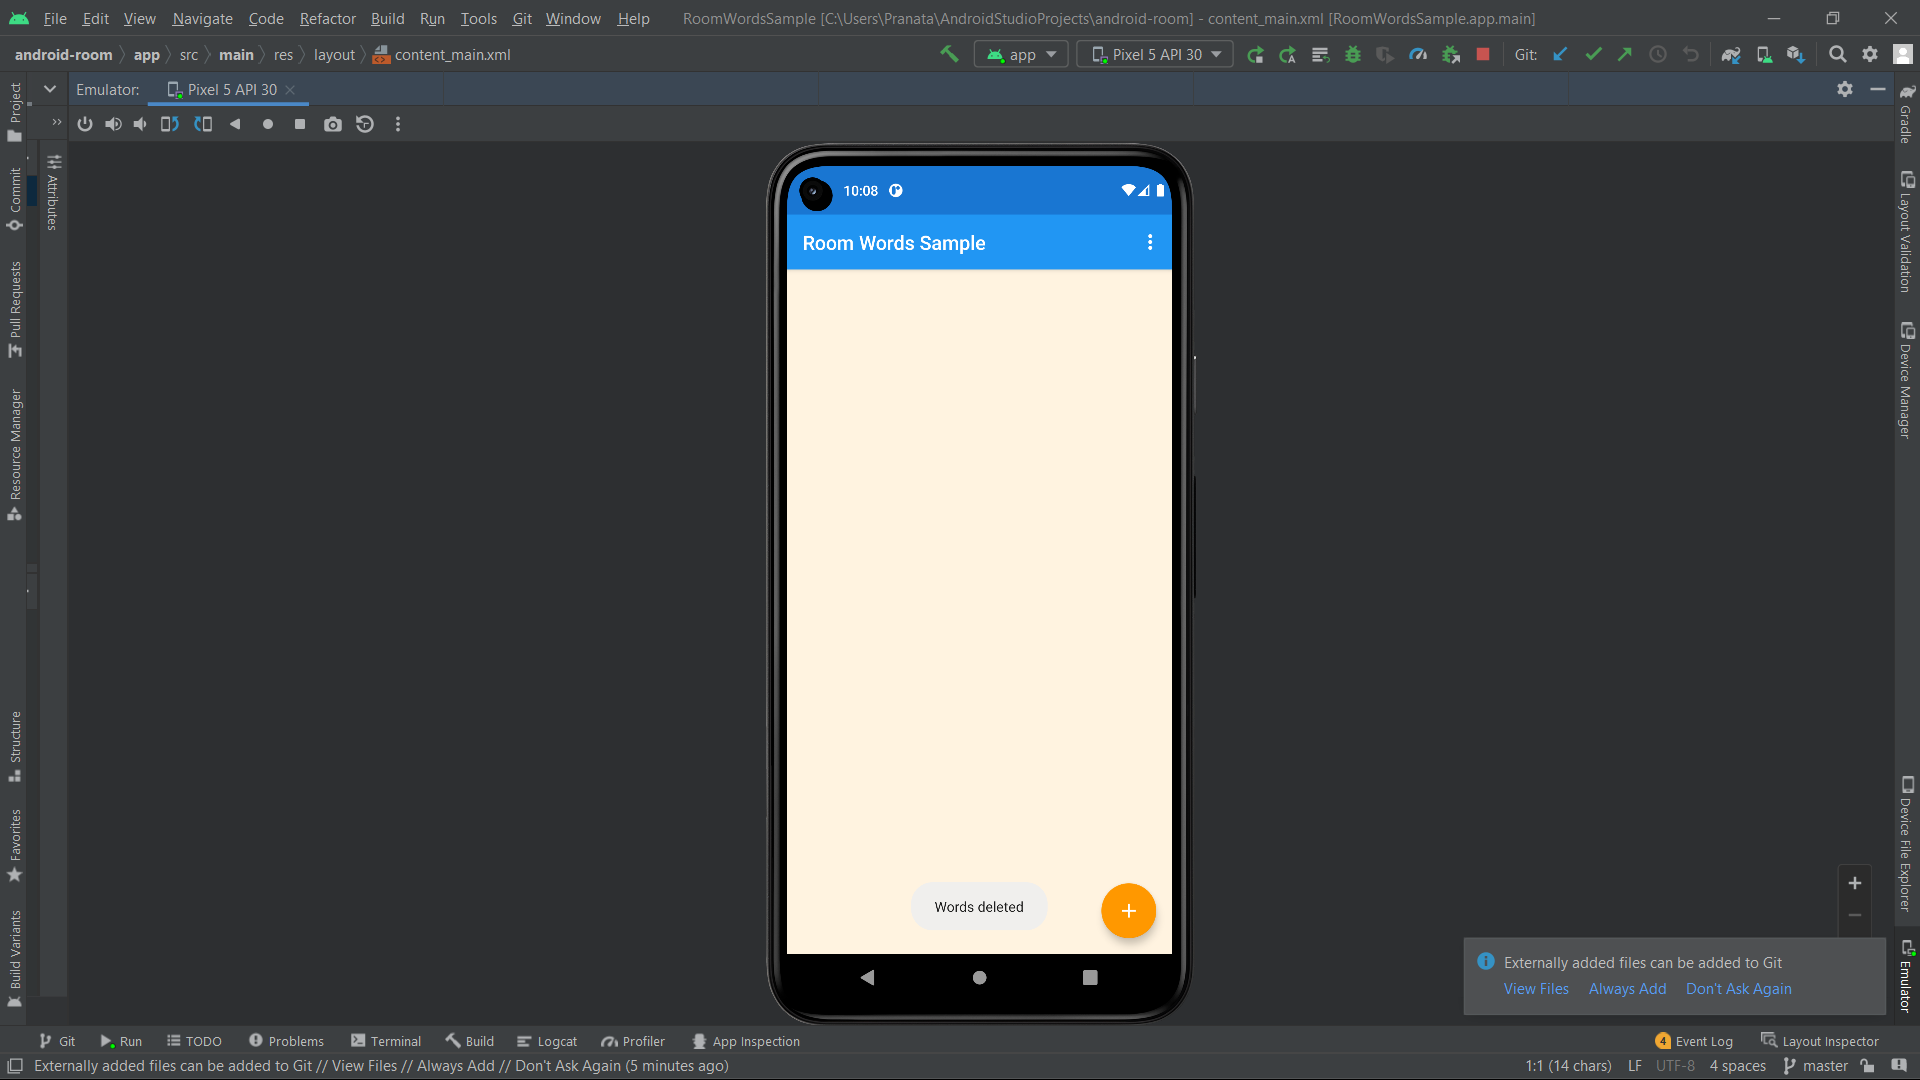 File Edit View Navigate Code Refactor Build Run Tools Git Window Help RoomWordsSample [C:\Users\Pranata\AndroidStudioProjects\android-room] - content_main.xml [RoomWordsSample.app.main]
android-room app src main res layout content_main.xml app Pixel 5 API 30 Git:
Emulator: Pixel 5 API 30
Project
Commit
Pull Requests
Resource Manager
Structure
Favorites
Build Variants
Attributes
10:08
Room Words Sample
Words deleted
Gradle
Layout Validation
Device Manager
Device File Explorer
Emulator
Externally added files can be added to Git
View Files Always Add Don't Ask Again
Git Run TODO Problems Terminal Build Logcat Profiler App Inspection 4 Event Log Layout Inspector
Externally added files can be added to Git // View Files // Always Add // Don't Ask Again (5 minutes ago) 1:1 (14 chars) LF UTF-8 4 spaces master